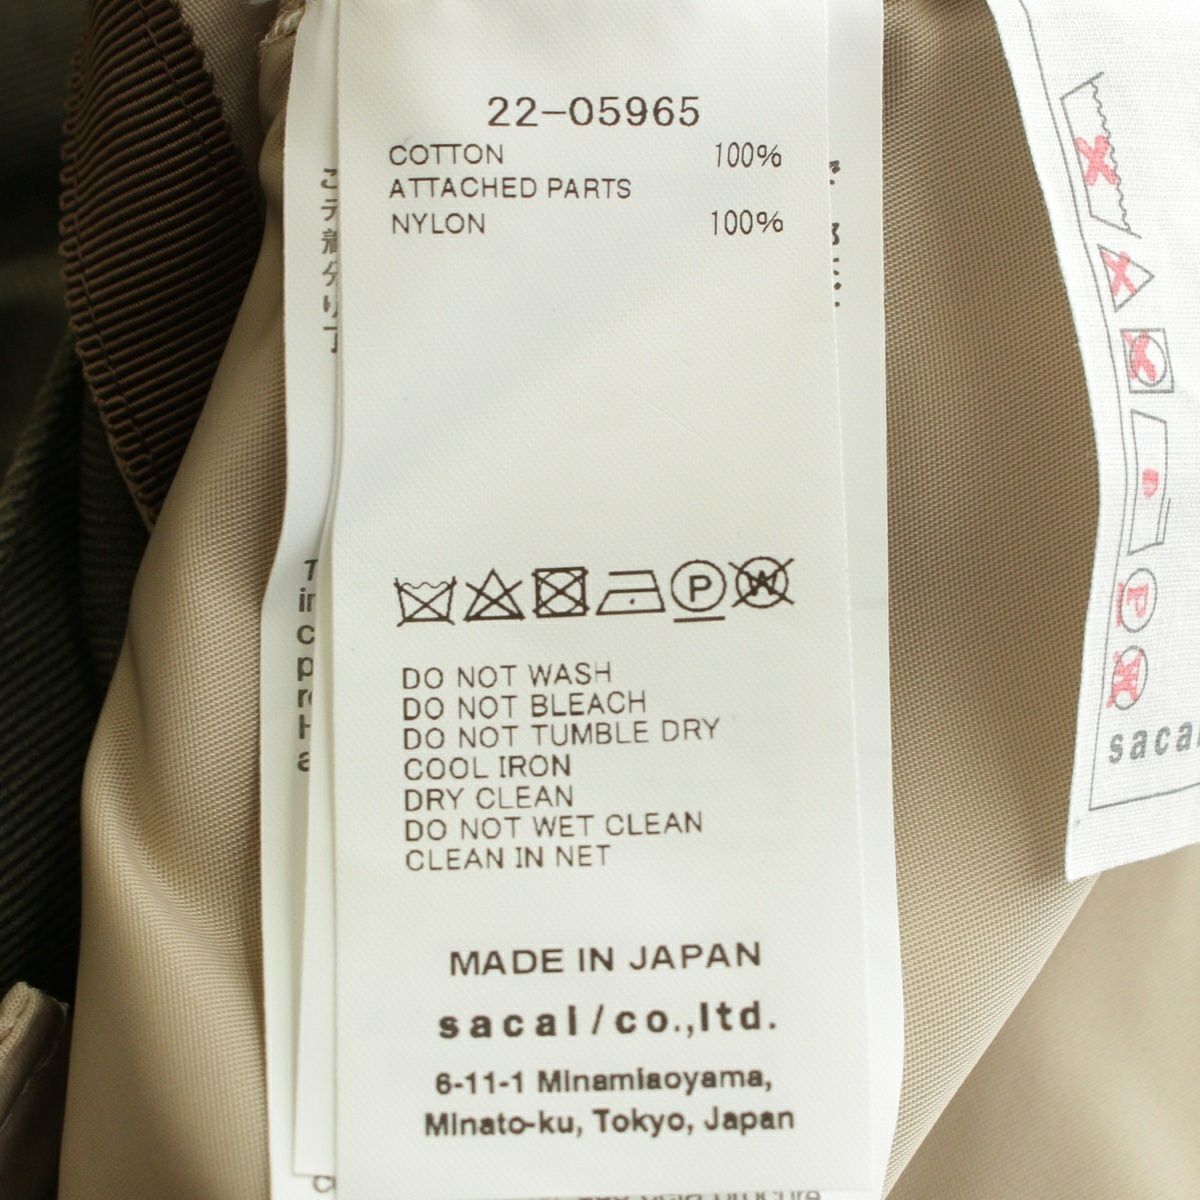 22-05965
COTTON 100%
ATTACHED PARTS
NYLON 100%
P W
DO NOT WASH
DO NOT BLEACH
DO NOT TUMBLE DRY
COOL IRON
DRY CLEAN
DO NOT WET CLEAN
CLEAN IN NET
MADE IN JAPAN
sacai/co.,ltd.
6-11-1 Minamiaoyama,
Minato-ku, Tokyo, Japan
P
W